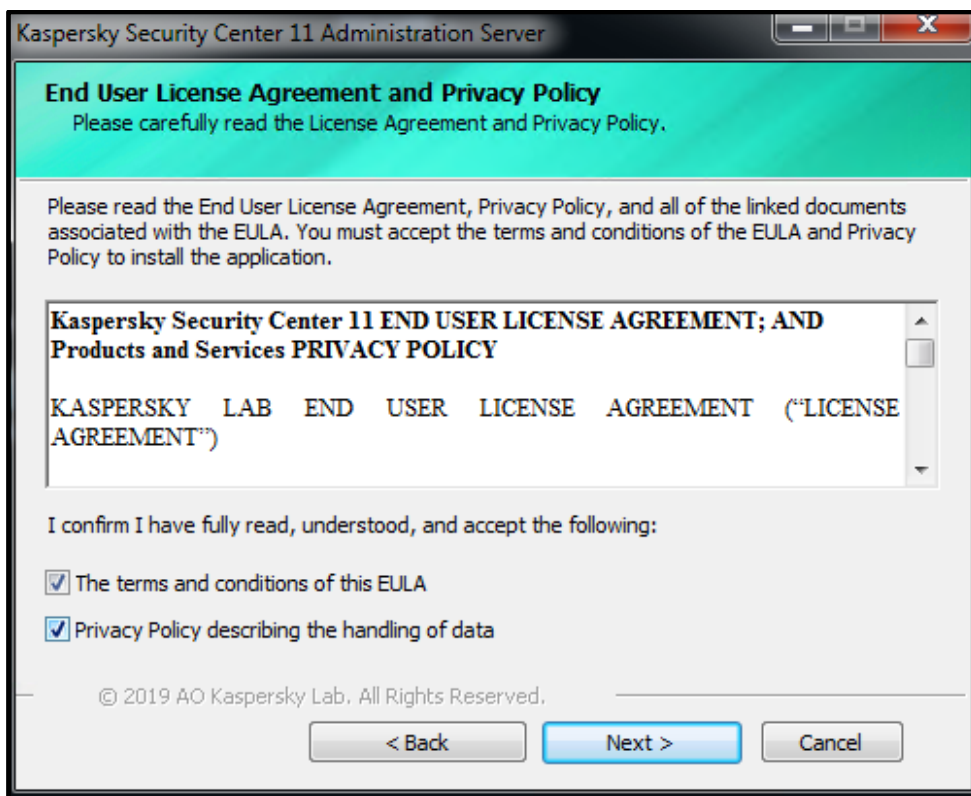 Kaspersky Security Center 11 Administration Server
End User License Agreement and Privacy Policy
Please carefully read the License Agreement and Privacy Policy.
Please read the End User License Agreement, Privacy Policy, and all of the linked documents
associated with the EULA. You must accept the terms and conditions of the EULA and Privacy
Policy to install the application.
Kaspersky Security Center 11 END USER LICENSE AGREEMENT; AND
Products and Services PRIVACY POLICY
KASPERSKY LAB END USER LICENSE AGREEMENT (“LICENSE
AGREEMENT”)
I confirm I have fully read, understood, and accept the following:
The terms and conditions of this EULA
Privacy Policy describing the handling of data
© 2019 AO Kaspersky Lab. All Rights Reserved.
< Back
Next >
Cancel